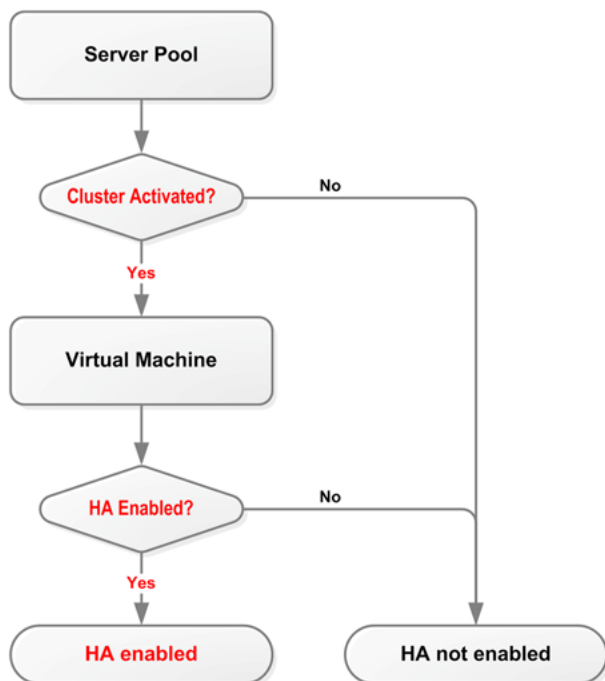 Server Pool
Cluster Activated?
No
Yes
Virtual Machine
HA Enabled?
No
Yes
HA enabled
HA not enabled